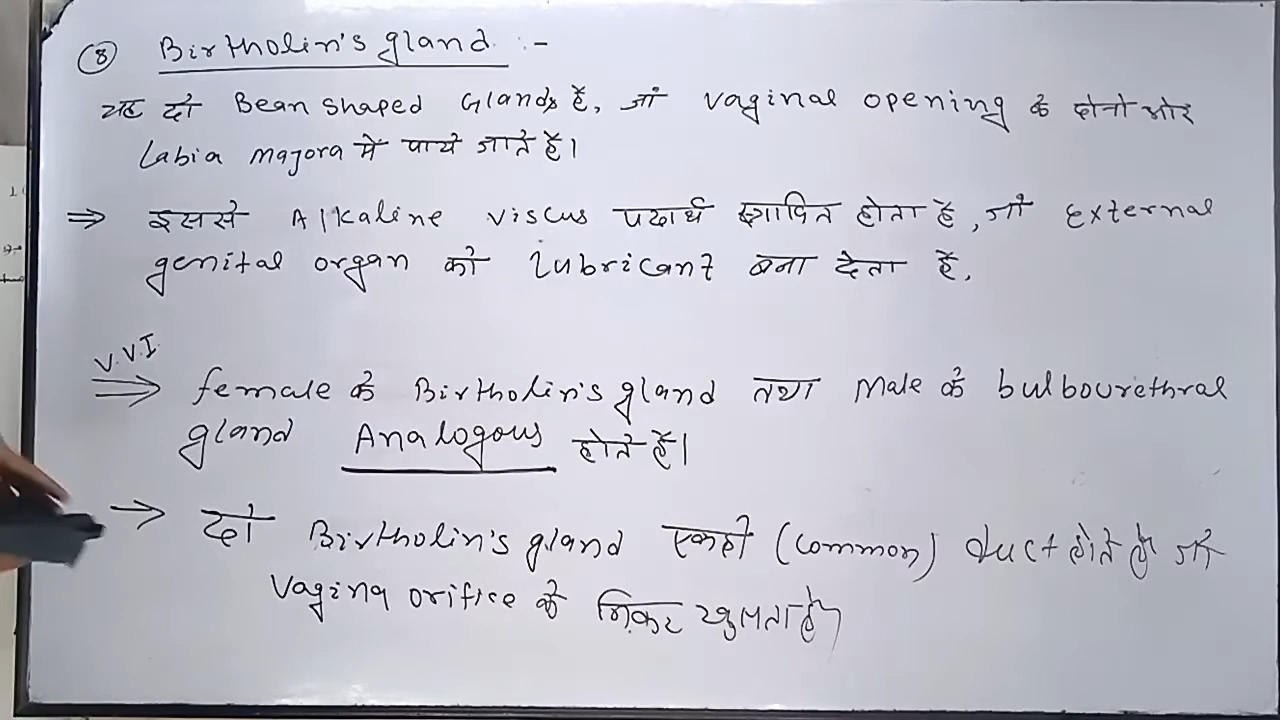 ⑧ Birtholin's gland :-
यह दो Bean shaped Glands हैं, जो vaginal opening के दोनो ओर
Labia majora में पाये जाते हैं।
⇒ इससे Alkaline viscus पदार्थ स्त्रावित होता है, जो External
genital organ को lubricant बना देता है,
V.V.I
⇒ female के Birtholin's gland तथा Male के bulbourethral
gland Analogous होते हैं।
→ दो Birtholin's gland एकही (common) duct होते है जो
vagina orifice के निकट खुलता है